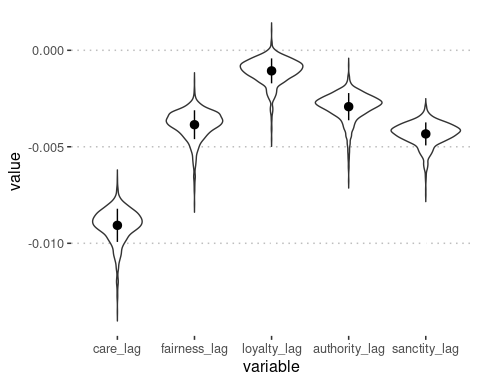 0.000
-0.005
-0.010
value
care_lag fairness_lag loyalty_lag authority_lag sanctity_lag
variable